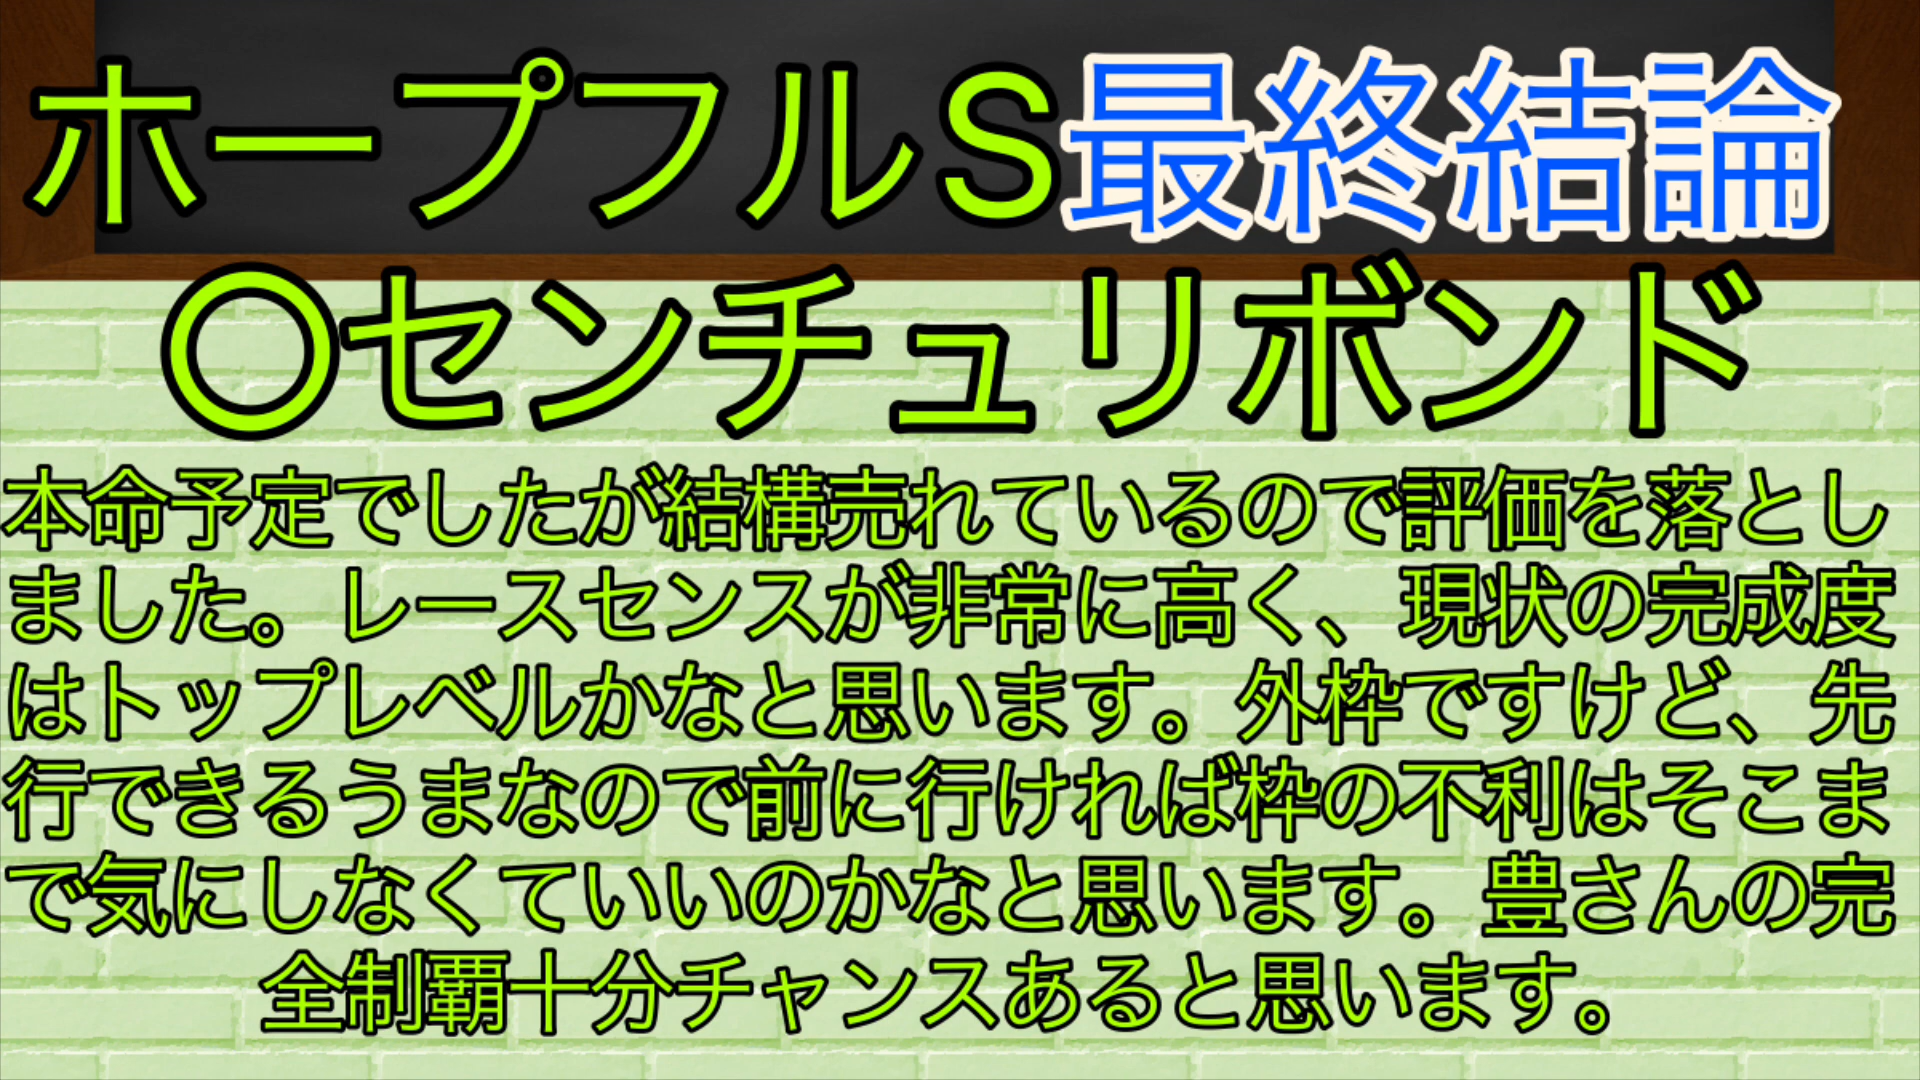 ホープフルS最終結論
〇センチュリボンド
本命予定でしたが結構売れているので評価を落とし
ました。レースセンスが非常に高く、現状の完成度
はトップレベルかなと思います。外枠ですけど、先
行できるうまなので前に行ければ枠の不利はそこま
で気にしなくていいのかなと思います。豊さんの完
全制覇十分チャンスあると思います。